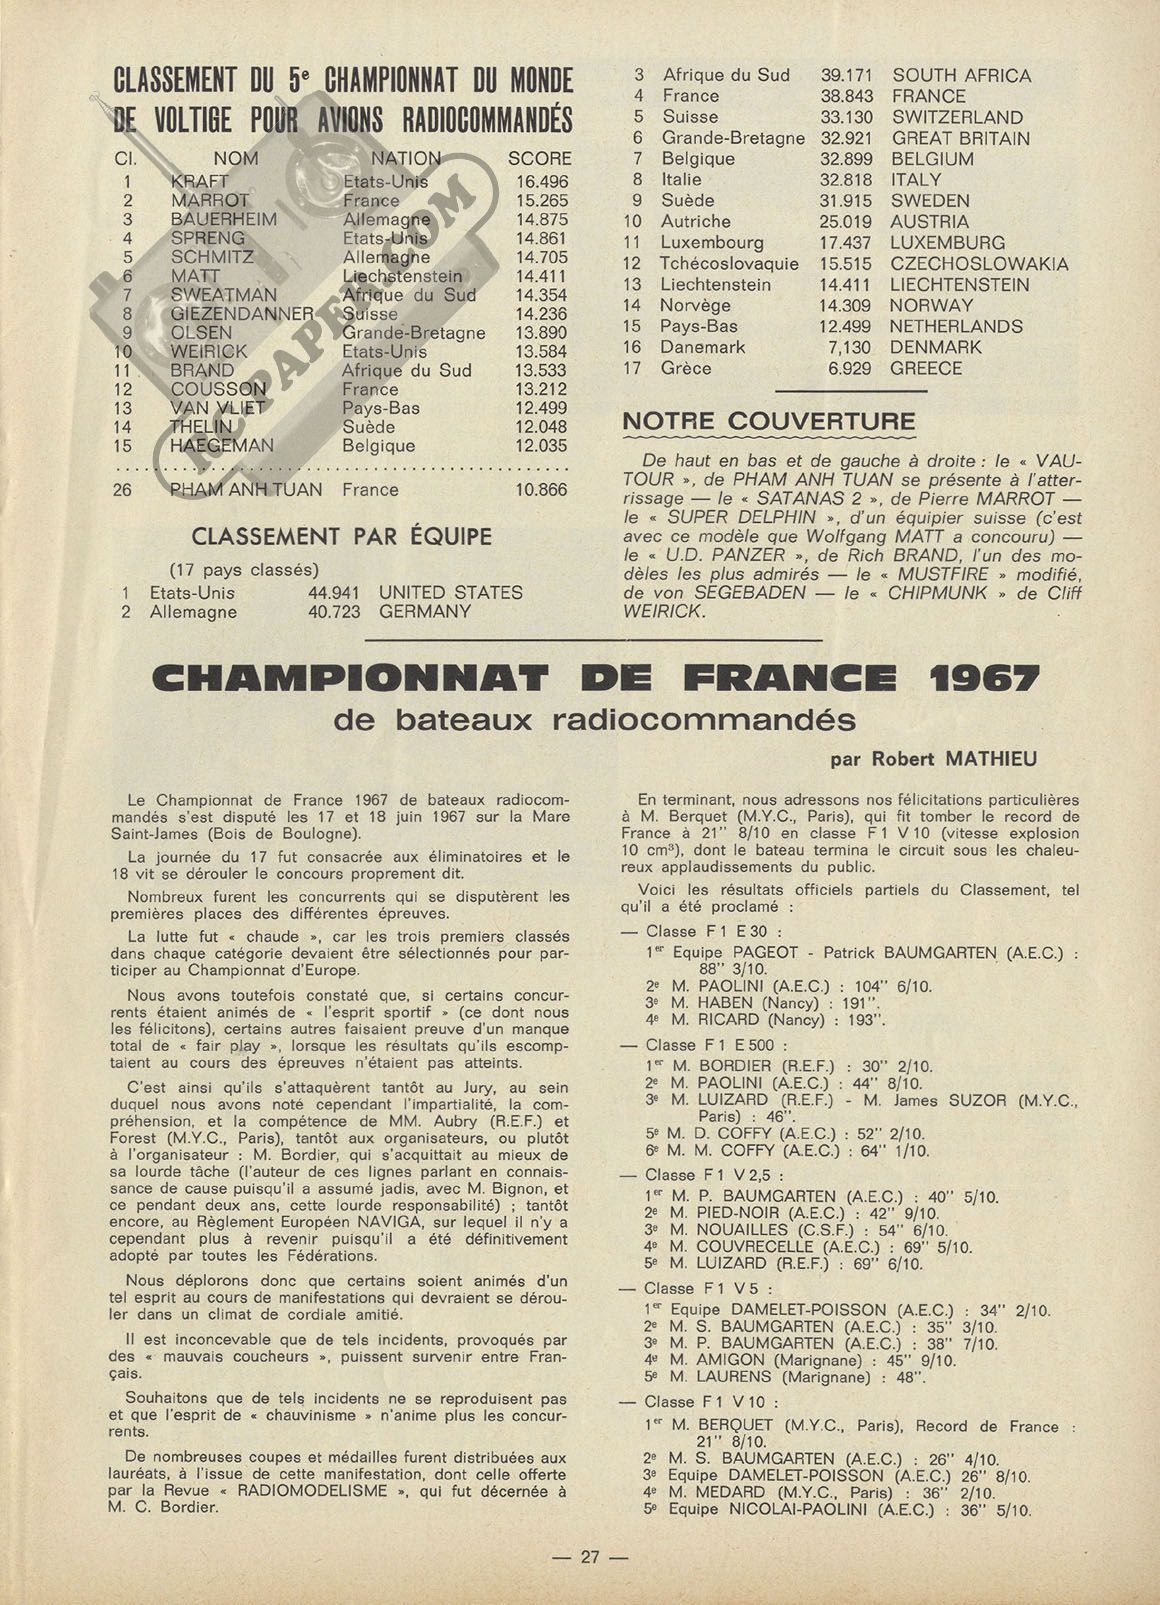 CLASSEMENT DU 5e CHAMPIONNAT DU MONDE
DE VOLTIGE POUR AVIONS RADIOCOMMANDÉS
Cl. NOM NATION SCORE
1 KRAFT Etats-Unis 16.496
2 MARROT France 15.265
3 BAUERHEIM Allemagne 14.875
4 SPRENG Etats-Unis 14.861
5 SCHMITZ Allemagne 14.705
6 MATT Liechstenstein 14.411
7 SWEATMAN Afrique du Sud 14.354
8 GIEZENDANNER Suisse 14.236
9 OLSEN Grande-Bretagne 13.890
10 WEIRICK Etats-Unis 13.584
11 BRAND Afrique du Sud 13.533
12 COUSSON France 13.212
13 VAN VLIET Pays-Bas 12.499
14 THELIN Suède 12.048
15 HAEGEMAN Belgique 12.035
26 PHAM ANH TUAN France 10.866
RC-PAPER.COM
CLASSEMENT PAR ÉQUIPE
(17 pays classés)
1 Etats-Unis 44.941 UNITED STATES
2 Allemagne 40.723 GERMANY
3 Afrique du Sud 39.171 SOUTH AFRICA
4 France 38.843 FRANCE
5 Suisse 33.130 SWITZERLAND
6 Grande-Bretagne 32.921 GREAT BRITAIN
7 Belgique 32.899 BELGIUM
8 Italie 32.818 ITALY
9 Suède 31.915 SWEDEN
10 Autriche 25.019 AUSTRIA
11 Luxembourg 17.437 LUXEMBURG
12 Tchécoslovaquie 15.515 CZECHOSLOWAKIA
13 Liechtenstein 14.411 LIECHTENSTEIN
14 Norvège 14.309 NORWAY
15 Pays-Bas 12.499 NETHERLANDS
16 Danemark 7,130 DENMARK
17 Grèce 6.929 GREECE
NOTRE COUVERTURE
De haut en bas et de gauche à droite : le « VAU-
TOUR », de PHAM ANH TUAN se présente à l'atter-
rissage — le « SATANAS 2 », de Pierre MARROT —
le « SUPER DELPHIN », d'un équipier suisse (c'est
avec ce modèle que Wolfgang MATT a concouru) —
le « U.D. PANZER », de Rich BRAND, l'un des mo-
dèles les plus admirés — le « MUSTFIRE » modifié,
de von SEGEBADEN — le « CHIPMUNK » de Cliff
WEIRICK.
CHAMPIONNAT DE FRANCE 1967
de bateaux radiocommandés
par Robert MATHIEU
Le Championnat de France 1967 de bateaux radiocom-
mandés s'est disputé les 17 et 18 juin 1967 sur la Mare
Saint-James (Bois de Boulogne).
La journée du 17 fut consacrée aux éliminatoires et le
18 vit se dérouler le concours proprement dit.
Nombreux furent les concurrents qui se disputèrent les
premières places des différentes épreuves.
La lutte fut « chaude », car les trois premiers classés
dans chaque catégorie devaient être sélectionnés pour par-
ticiper au Championnat d'Europe.
Nous avons toutefois constaté que, si certains concur-
rents étaient animés de « l'esprit sportif » (ce dont nous
les félicitons), certains autres faisaient preuve d'un manque
total de « fair play », lorsque les résultats qu'ils escomp-
taient au cours des épreuves n'étaient pas atteints.
C'est ainsi qu'ils s'attaquèrent tantôt au Jury, au sein
duquel nous avons noté cependant l'impartialité, la com-
préhension, et la compétence de MM. Aubry (R.E.F.) et
Forest (M.Y.C., Paris), tantôt aux organisateurs, ou plutôt
à l'organisateur : M. Bordier, qui s'acquittait au mieux de
sa lourde tâche (l'auteur de ces lignes parlant en connais-
sance de cause puisqu'il a assumé jadis, avec M. Bignon, et
ce pendant deux ans, cette lourde responsabilité) ; tantôt
encore, au Règlement Européen NAVIGA, sur lequel il n'y a
cependant plus à revenir puisqu'il a été définitivement
adopté par toutes les Fédérations.
Nous déplorons donc que certains soient animés d'un
tel esprit au cours de manifestations qui devraient se dérou-
ler dans un climat de cordiale amitié.
Il est inconcevable que de tels incidents, provoqués par
des « mauvais coucheurs », puissent survenir entre Fran-
çais.
Souhaitons que de tels incidents ne se reproduisent pas
et que l'esprit de « chauvinisme » n'anime plus les concur-
rents.
De nombreuses coupes et médailles furent distribuées aux
lauréats, à l'issue de cette manifestation, dont celle offerte
par la Revue « RADIOMODELISME », qui fut décernée à
M. C. Bordier.
En terminant, nous adressons nos félicitations particulières
à M. Berquet (M.Y.C., Paris), qui fit tomber le record de
France à 21'' 8/10 en classe F1 V10 (vitesse explosion
10 cm³), dont le bateau termina le circuit sous les chaleu-
reux applaudissements du public.
Voici les résultats officiels partiels du Classement, tel
qu'il a été proclamé :
— Classe F1 E30 :
1er Equipe PAGEOT - Patrick BAUMGARTEN (A.E.C.) :
88'' 3/10.
2e M. PAOLINI (A.E.C.) : 104'' 6/10.
3e M. HABEN (Nancy) : 191''.
4e M. RICARD (Nancy) : 193''.
— Classe F1 E500 :
1er M. BORDIER (R.E.F.) : 30'' 2/10.
2e M. PAOLINI (A.E.C.) : 44'' 8/10.
3e M. LUIZARD (R.E.F.) - M. James SUZOR (M.Y.C.,
Paris) : 46''.
5e M. D. COFFY (A.E.C.) : 52'' 2/10.
6e M. M. COFFY (A.E.C.) : 64'' 1/10.
— Classe F1 V2,5 :
1er M. P. BAUMGARTEN (A.E.C.) : 40'' 5/10.
2e M. PIED-NOIR (A.E.C.) : 42'' 9/10.
3e M. NOUAILLES (C.S.F.) : 54'' 6/10.
4e M. COUVRECELLE (A.E.C.) : 69'' 5/10.
5e M. LUIZARD (R.E.F.) : 69'' 6/10.
— Classe F1 V5 :
1er Equipe DAMELET-POISSON (A.E.C.) : 34'' 2/10.
2e M. S. BAUMGARTEN (A.E.C.) : 35'' 3/10.
3e M. P. BAUMGARTEN (A.E.C.) : 38'' 7/10.
4e M. AMIGON (Marignane) : 45'' 9/10.
5e M. LAURENS (Marignane) : 48''.
— Classe F1 V10 :
1er M. BERQUET (M.Y.C., Paris), Record de France :
21'' 8/10.
2e M. S. BAUMGARTEN (A.E.C.) : 26'' 4/10.
3e Equipe DAMELET-POISSON (A.E.C.) 26'' 8/10.
4e M. MEDARD (M.Y.C., Paris) : 36'' 2/10.
5e Equipe NICOLAI-PAOLINI (A.E.C.) : 36'' 5/10.
— 27 —